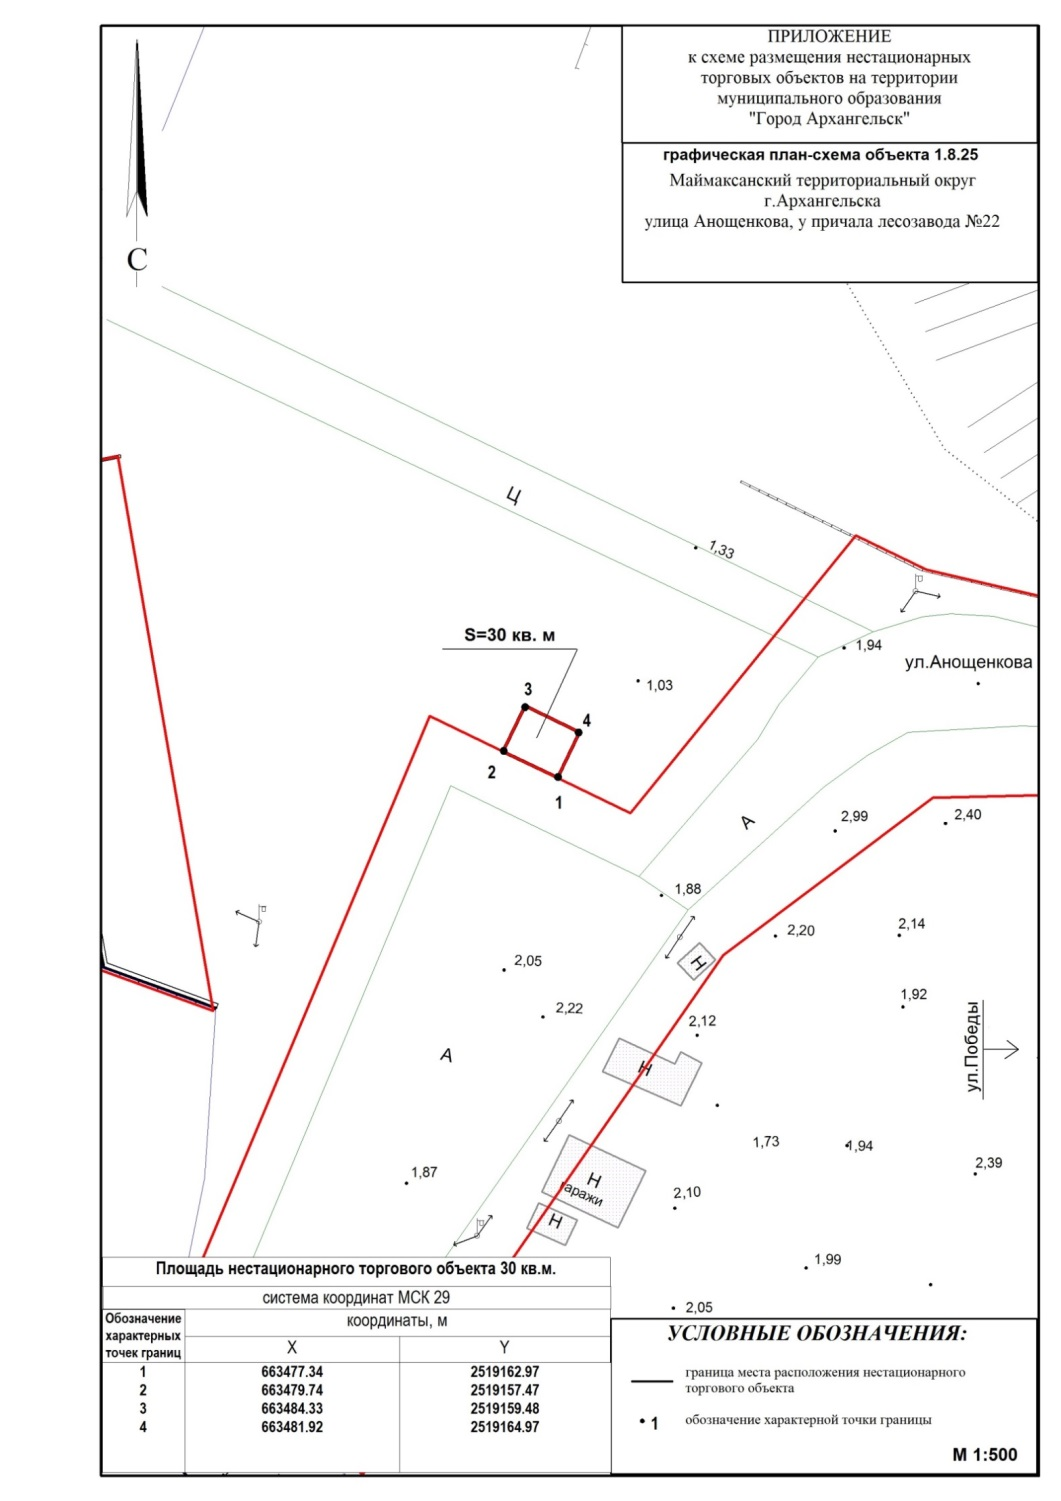 ПРИЛОЖЕНИЕ
к схеме размещения нестационарных
торговых объектов на территории
муниципального образования
"Город Архангельск"
графическая план-схема объекта 1.8.25
Маймаксанский территориальный округ
г.Архангельска
улица Анощенкова, у причала лесозавода №22
С
Ц
1,33
S=30 кв. м
1,94
ул.Анощенкова
1,03
3
4
2
1
А
2,99
2,40
1,88
2,20
2,14
Н
2,05
1,92
2,22
2,12
ул.Победы
А
Н
1,73
1,94
2,39
1,87
Н
гаражи
2,10
Н
1,99
2,05
Площадь нестационарного торгового объекта 30 кв.м.
система координат МСК 29
Обозначение
характерных
точек границ
координаты, м
X Y
1 663477.34 2519162.97
2 663479.74 2519157.47
3 663484.33 2519159.48
4 663481.92 2519164.97
УСЛОВНЫЕ ОБОЗНАЧЕНИЯ:
граница места расположения нестационарного
торгового объекта
1 обозначение характерной точки границы
М 1:500